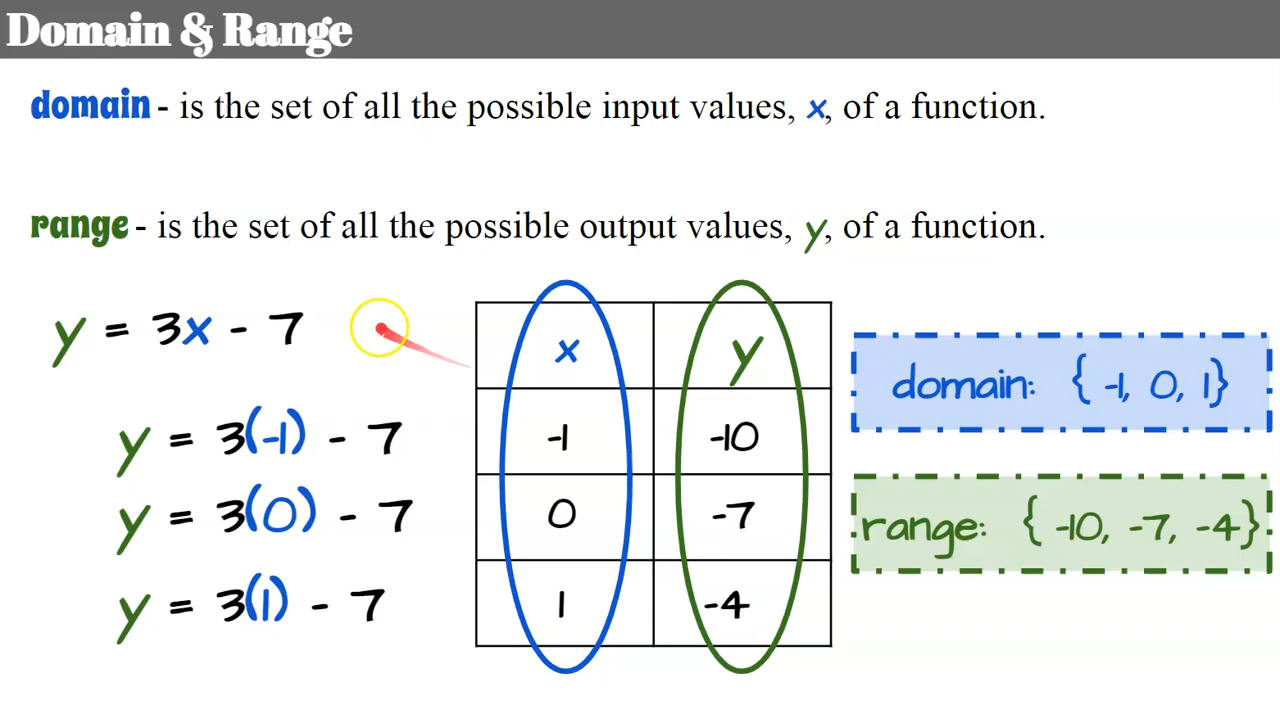 Domain & Range
domain - is the set of all the possible input values, x, of a function.
range - is the set of all the possible output values, y, of a function.
y = 3x - 7
y = 3(-1) - 7
y = 3(0) - 7
y = 3(1) - 7
x y
-1 -10
0 -7
1 -4
domain: { -1, 0, 1}
range: { -10, -7, -4}